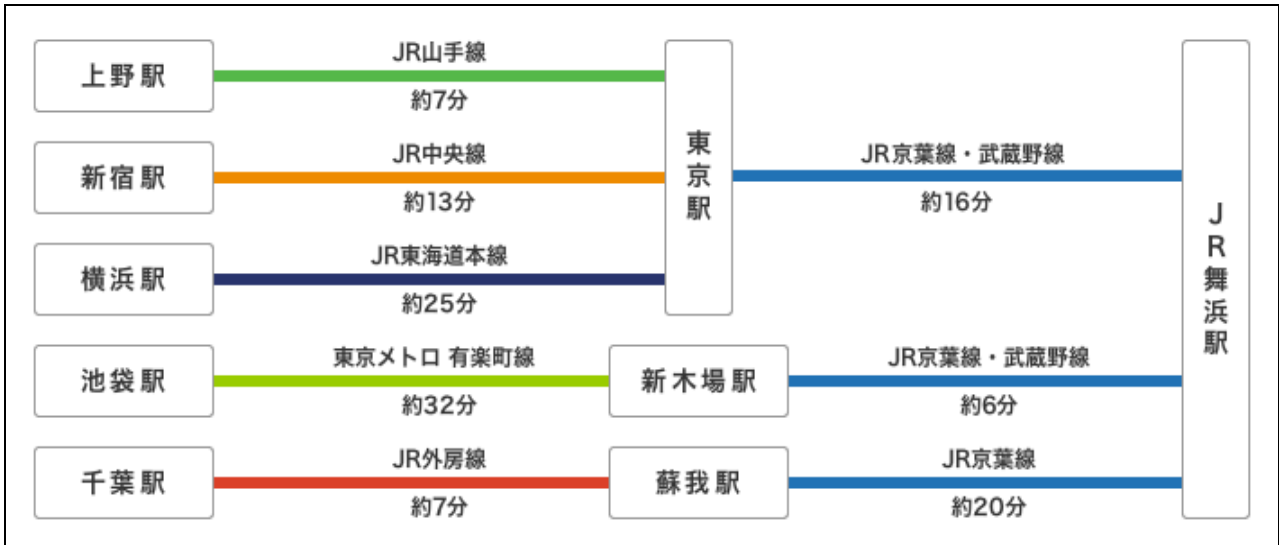 上野駅
JR山手線
約7分
新宿駅
JR中央線
約13分
横浜駅
JR東海道本線
約25分
東京駅
JR京葉線・武蔵野線
約16分
池袋駅
東京メトロ 有楽町線
約32分
新木場駅
JR京葉線・武蔵野線
約6分
千葉駅
JR外房線
約7分
蘇我駅
JR京葉線
約20分
JR舞浜駅